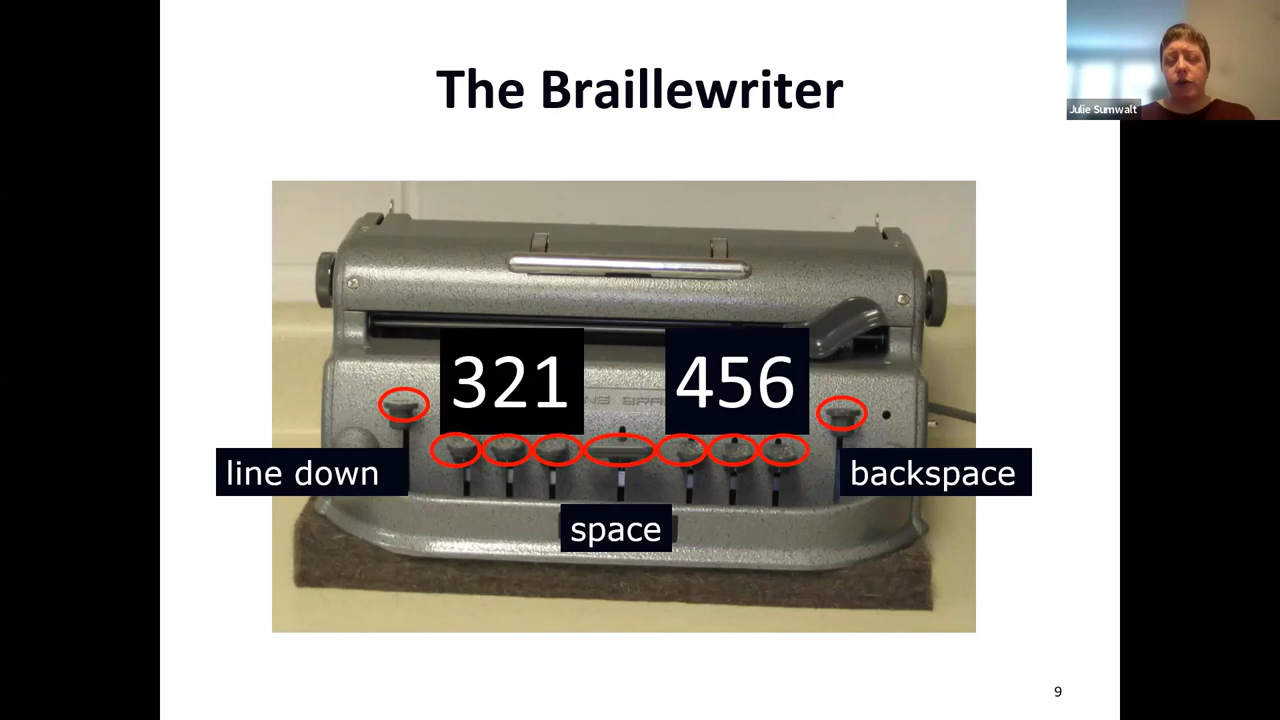 The Braillewriter
Julie Sumwalt
321
456
line down
backspace
space
9